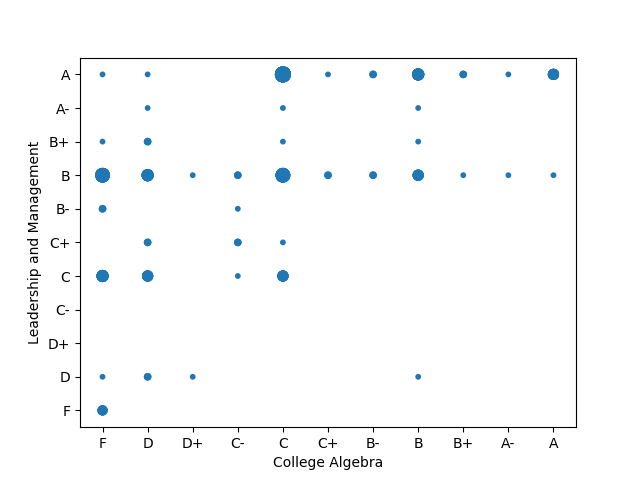 A
A-
B+
B
B-
C+
C
C-
D+
D
F
Leadership and Management
F D D+ C- C C+ B- B B+ A- A
College Algebra